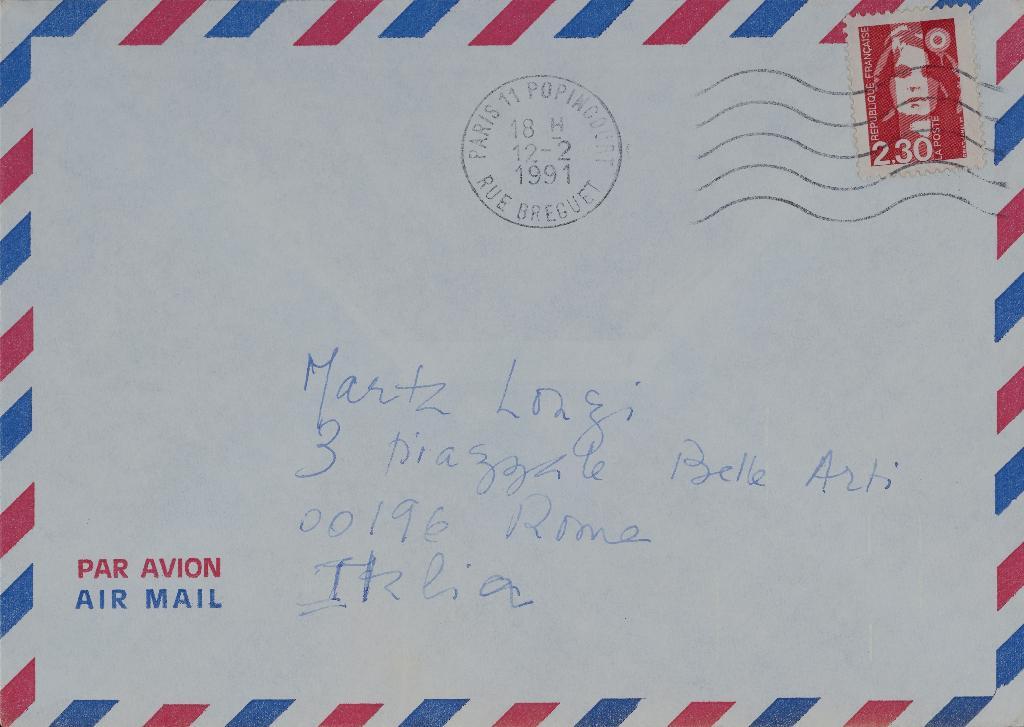 PARIS 11 POPINCOURT
18 H
12-2
1991
RUE BREGUET
REPUBLIQUE FRANÇAISE
2.30
LA POSTE
Marta Longi
3 piazzale Belle Arti
00196 Roma
Italia
PAR AVION
AIR MAIL